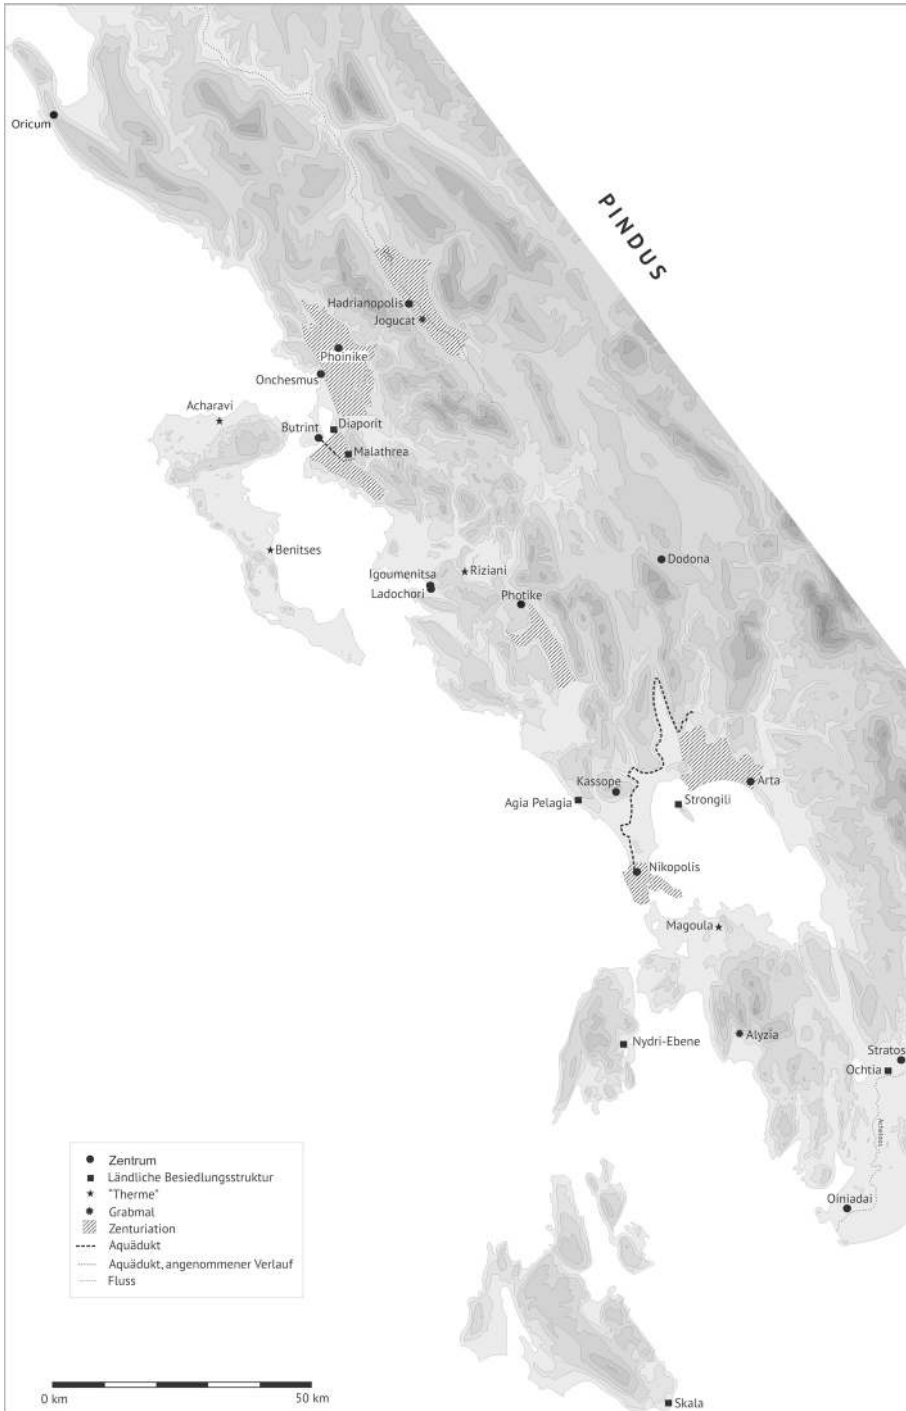 Oricum
PINDUS
Hadrianopolis
Jogucat
Phoinike
Onchesmus
Acharavi
Diaporit
Butrint
Malathrea
Benitses
Dodona
Riziani
Igoumenitsa
Ladochori
Photike
Kassope
Arta
Agia Pelagia
Strongili
Nikopolis
Magoula
Alyzia
Nydri-Ebene
Stratos
Ochtia
Acheloos
Zentrum
Ländliche Besiedlungsstruktur
"Therme"
Grabmal
Zenturiation
Aquädukt
Aquädukt, angenommener Verlauf
Fluss
Oiniadai
0 km
50 km
Skala